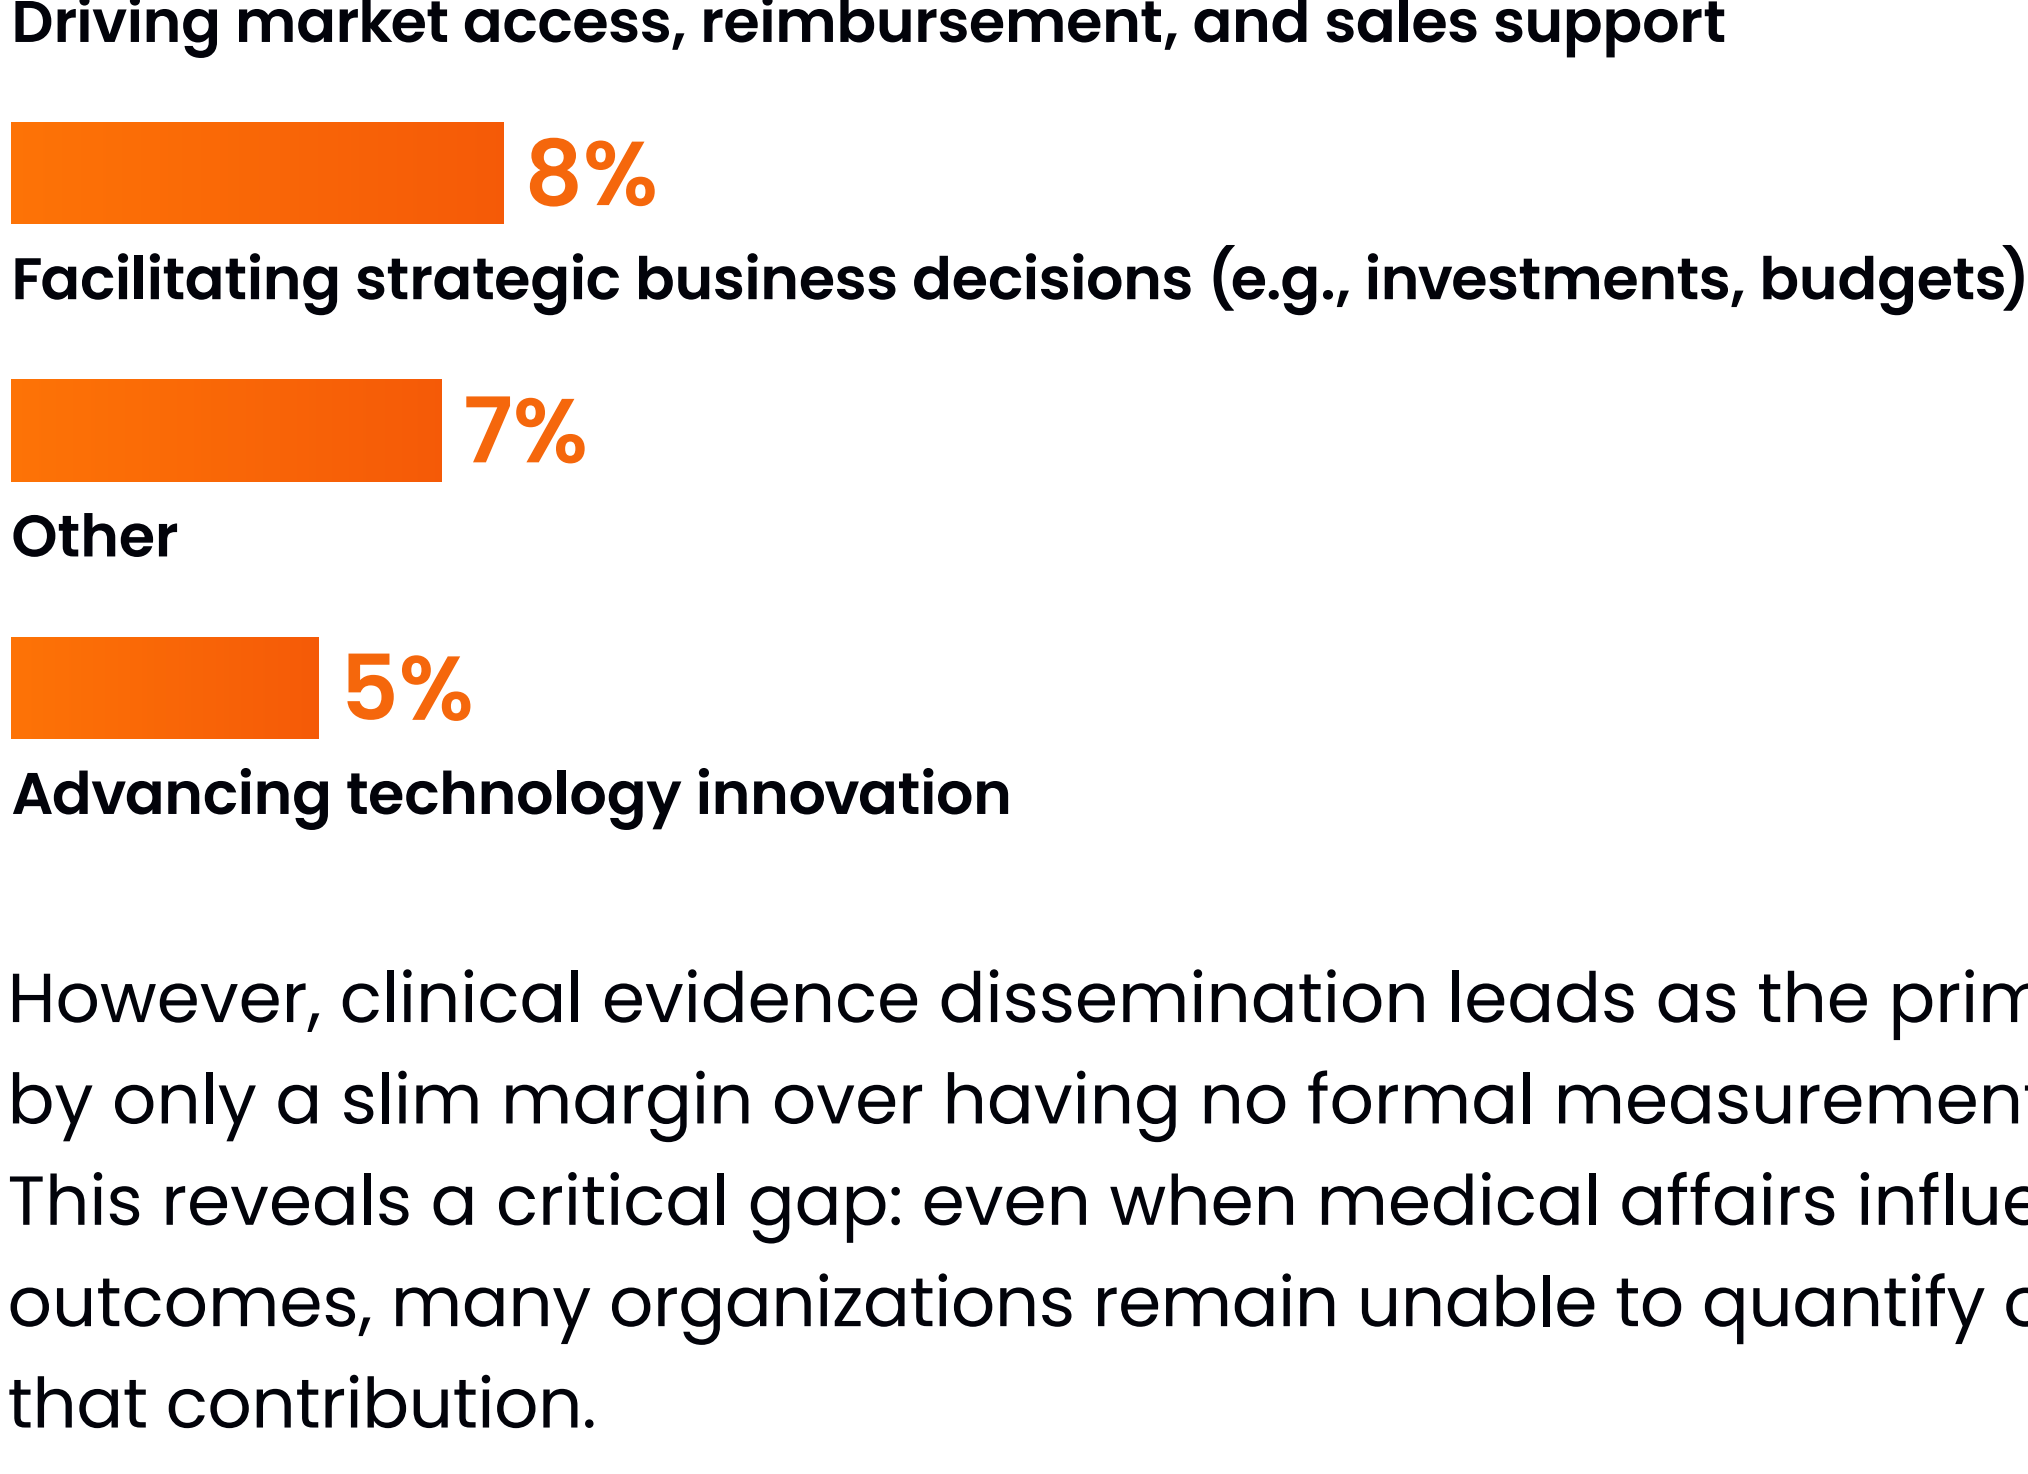 Driving market access, reimbursement, and sales support
8%
Facilitating strategic business decisions (e.g., investments, budgets)
7%
Other
5%
Advancing technology innovation
However, clinical evidence dissemination leads as the prim
by only a slim margin over having no formal measurement
This reveals a critical gap: even when medical affairs influe
outcomes, many organizations remain unable to quantify
that contribution.